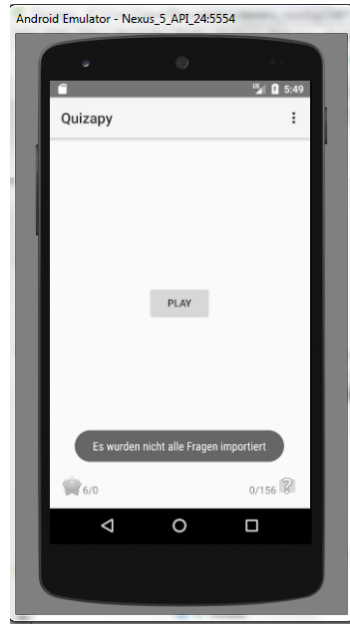 Android Emulator - Nexus_5_API_24:5554
5:49
Quizapy
PLAY
Es wurden nicht alle Fragen importiert
6/0
0/156